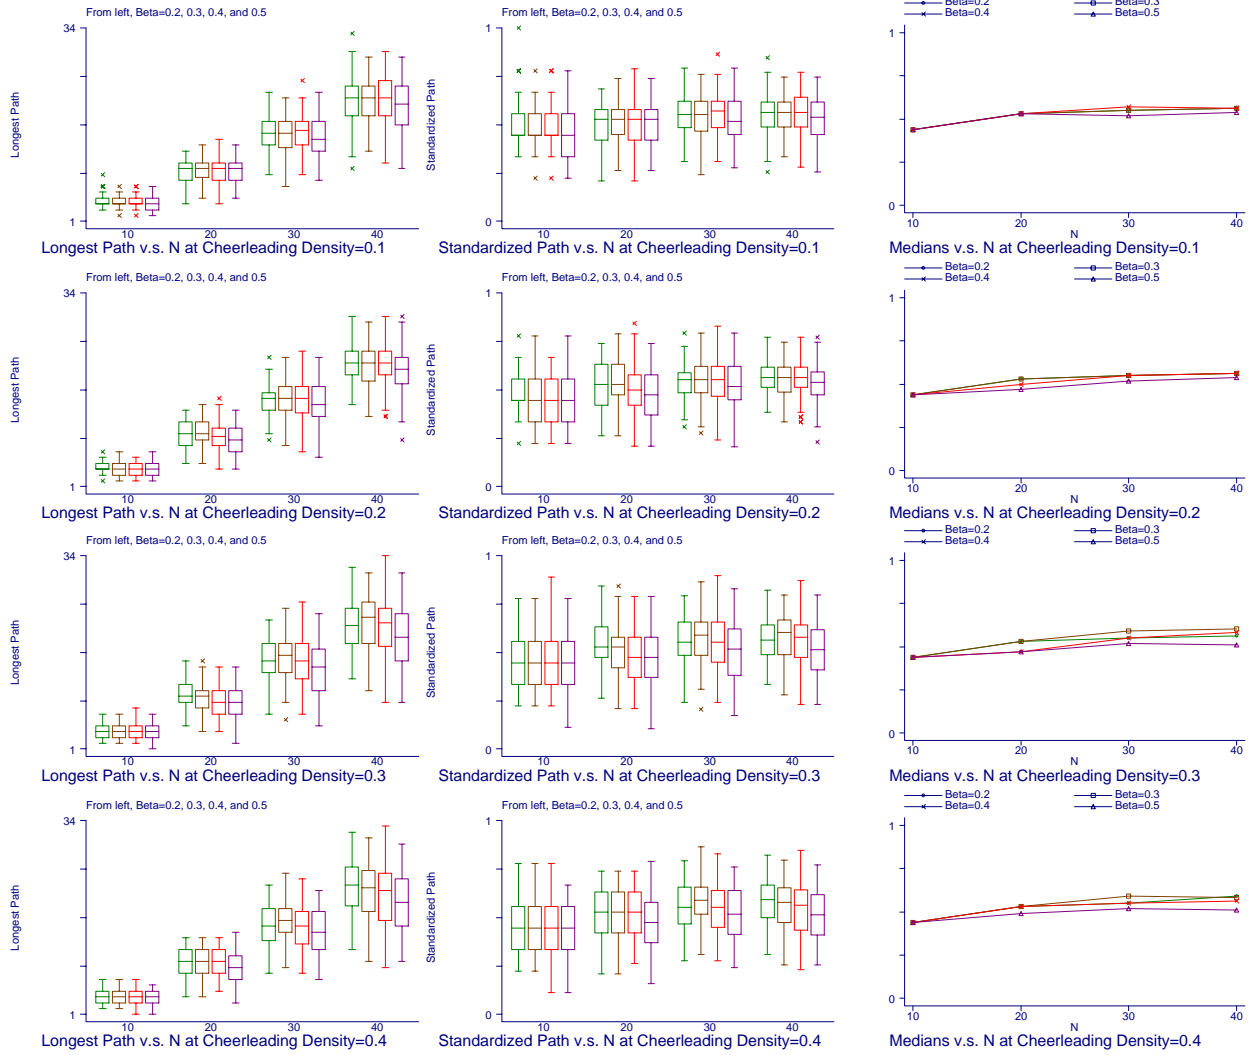 From left, Beta=0.2, 0.3, 0.4, and 0.5
34
Longest Path
1
10 20 30 40
Longest Path v.s. N at Cheerleading Density=0.1
From left, Beta=0.2, 0.3, 0.4, and 0.5
1
Standardized Path
0
10 20 30 40
Standardized Path v.s. N at Cheerleading Density=0.1
Beta=0.2 Beta=0.3
Beta=0.4 Beta=0.5
1
0
10 20 30 40
N
Medians v.s. N at Cheerleading Density=0.1
From left, Beta=0.2, 0.3, 0.4, and 0.5
34
Longest Path
1
10 20 30 40
Longest Path v.s. N at Cheerleading Density=0.2
From left, Beta=0.2, 0.3, 0.4, and 0.5
1
Standardized Path
0
10 20 30 40
Standardized Path v.s. N at Cheerleading Density=0.2
Beta=0.2 Beta=0.3
Beta=0.4 Beta=0.5
1
0
10 20 30 40
N
Medians v.s. N at Cheerleading Density=0.2
From left, Beta=0.2, 0.3, 0.4, and 0.5
34
Longest Path
1
10 20 30 40
Longest Path v.s. N at Cheerleading Density=0.3
From left, Beta=0.2, 0.3, 0.4, and 0.5
1
Standardized Path
0
10 20 30 40
Standardized Path v.s. N at Cheerleading Density=0.3
Beta=0.2 Beta=0.3
Beta=0.4 Beta=0.5
1
0
10 20 30 40
N
Medians v.s. N at Cheerleading Density=0.3
From left, Beta=0.2, 0.3, 0.4, and 0.5
34
Longest Path
1
10 20 30 40
Longest Path v.s. N at Cheerleading Density=0.4
From left, Beta=0.2, 0.3, 0.4, and 0.5
1
Standardized Path
0
10 20 30 40
Standardized Path v.s. N at Cheerleading Density=0.4
Beta=0.2 Beta=0.3
Beta=0.4 Beta=0.5
1
0
10 20 30 40
N
Medians v.s. N at Cheerleading Density=0.4